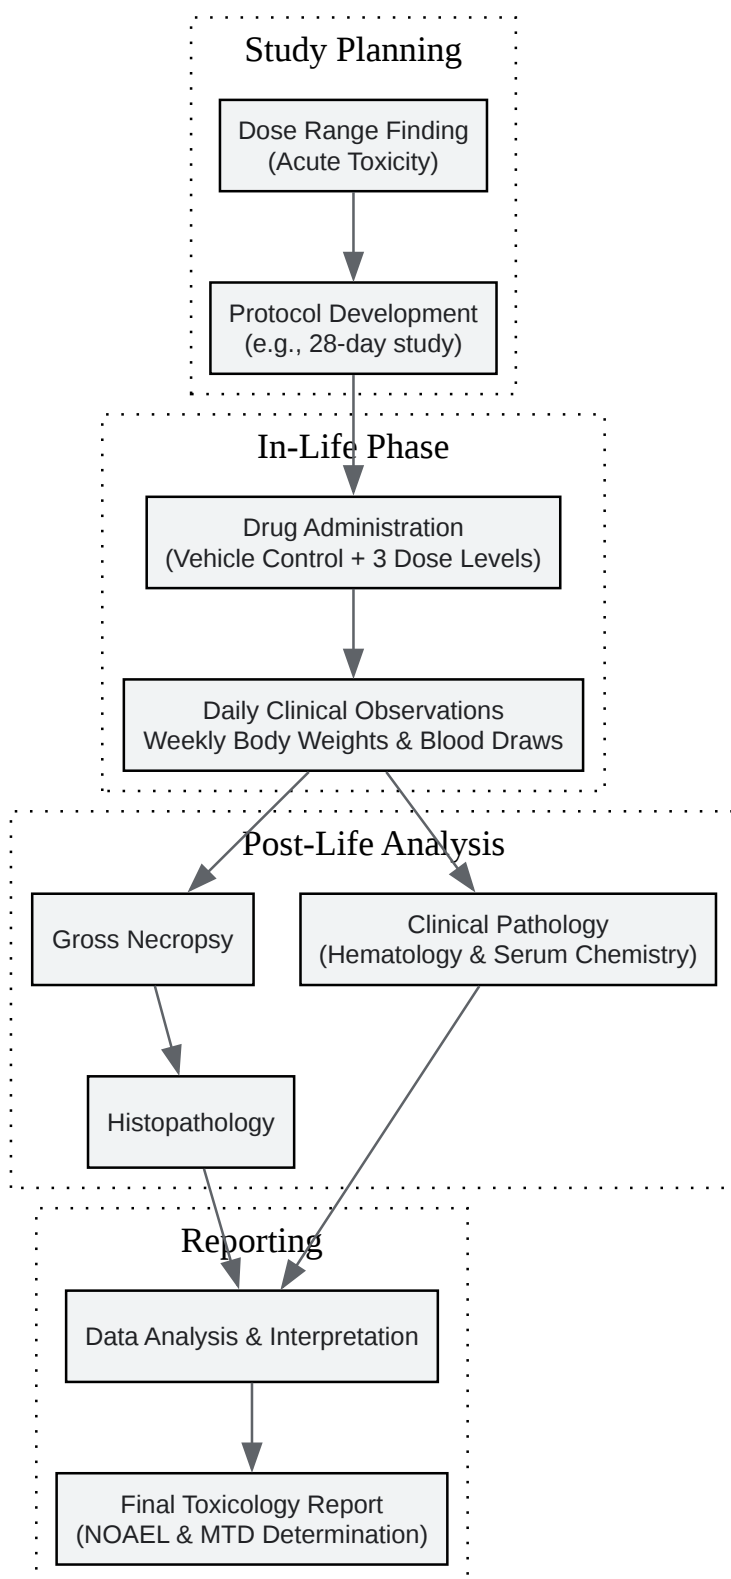 Study Planning
Dose Range Finding
(Acute Toxicity)
Protocol Development
(e.g., 28-day study)
In-Life Phase
Drug Administration
(Vehicle Control + 3 Dose Levels)
Daily Clinical Observations
Weekly Body Weights & Blood Draws
Post-Life Analysis
Gross Necropsy
Clinical Pathology
(Hematology & Serum Chemistry)
Histopathology
Reporting
Data Analysis & Interpretation
Final Toxicology Report
(NOAEL & MTD Determination)